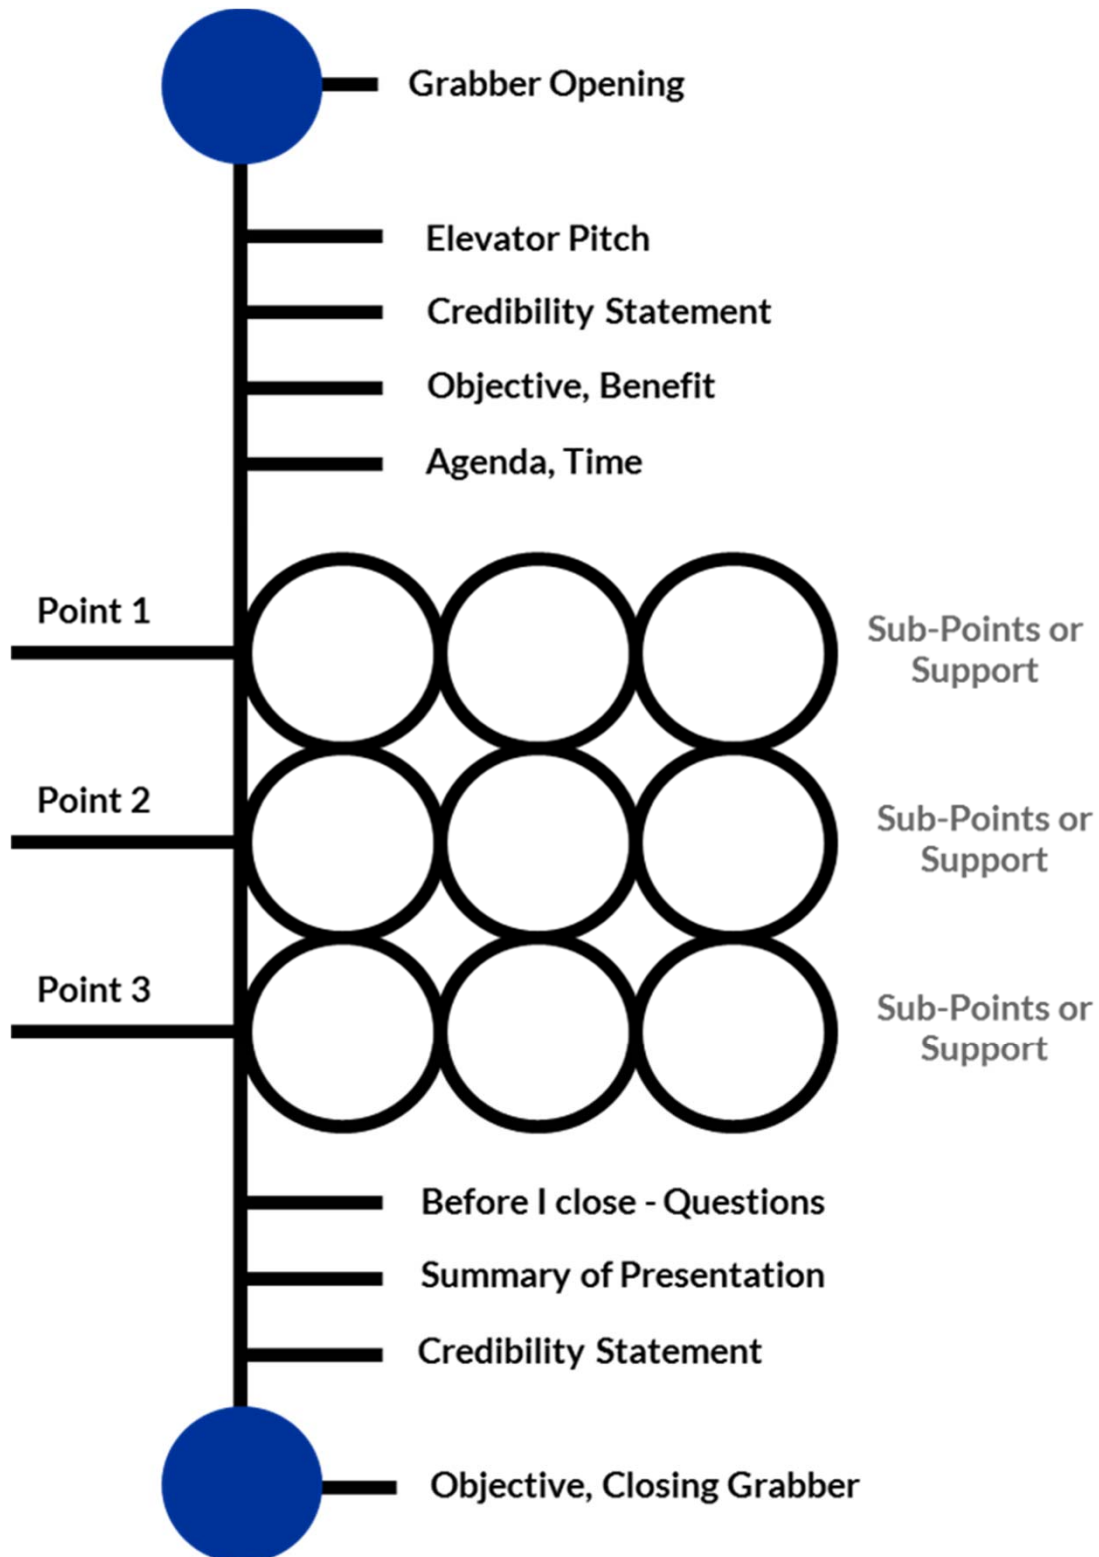 Grabber Opening
Elevator Pitch
Credibility Statement
Objective, Benefit
Agenda, Time
Point 1
Sub-Points or
Support
Point 2
Sub-Points or
Support
Point 3
Sub-Points or
Support
Before I close - Questions
Summary of Presentation
Credibility Statement
Objective, Closing Grabber